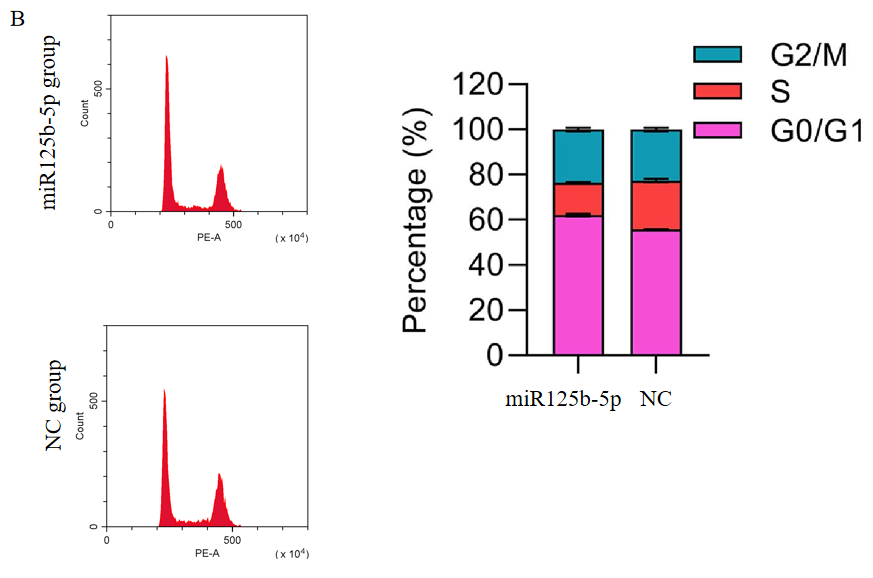 B
miR125b-5p group
Count
500
0
0
500
(x 10⁴)
PE-A
NC group
Count
500
0
0
500
(x 10⁴)
PE-A
G2/M
S
G0/G1
Percentage (%)
120
100
80
60
40
20
0
miR125b-5p
NC